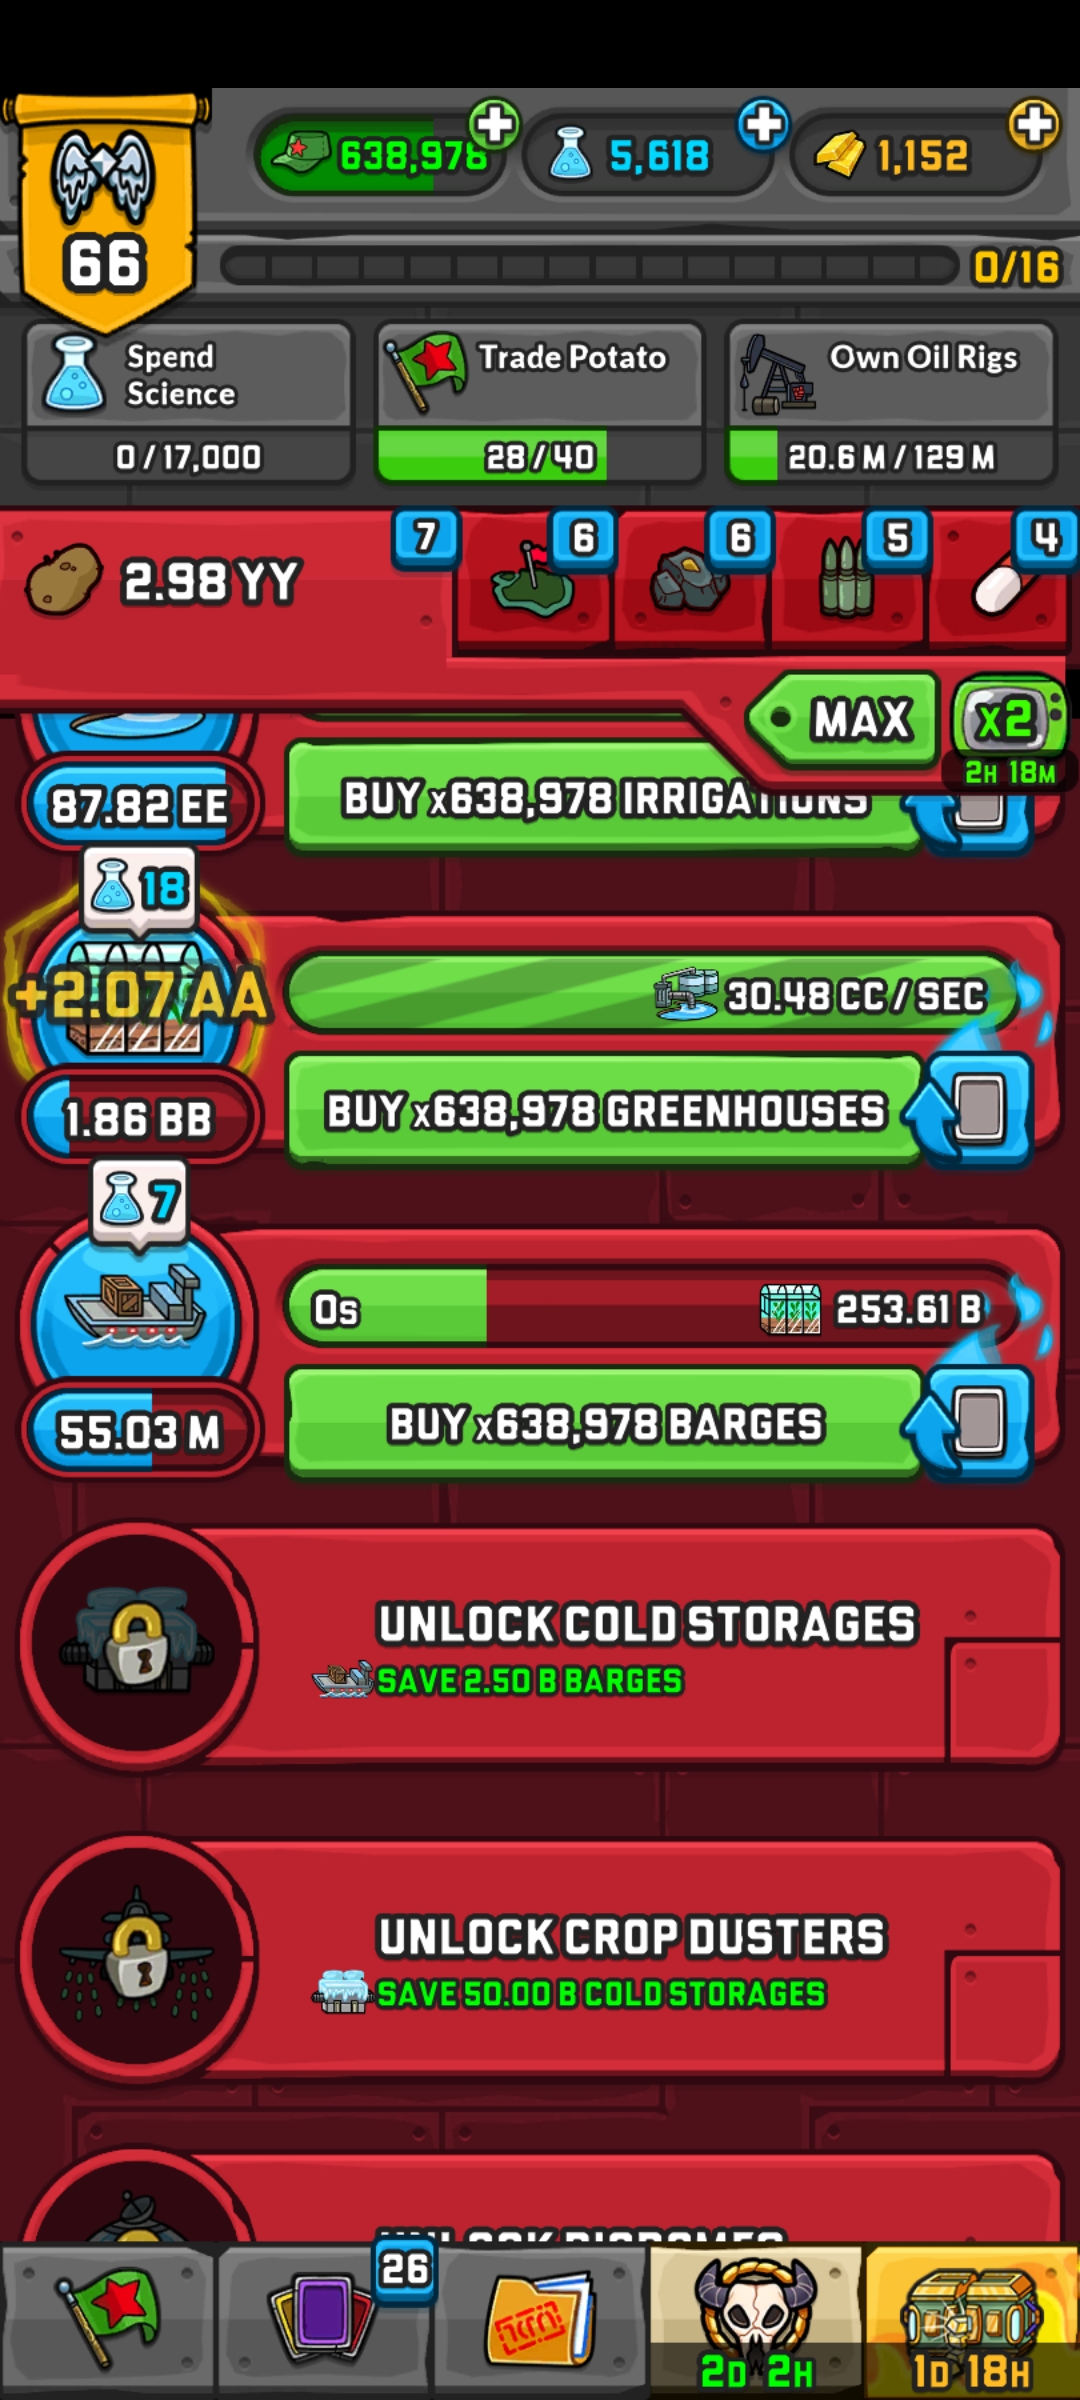 638,978
5,618
1,152
66
0/16
Spend
Science
0/17,000
Trade Potato
28/40
Own Oil Rigs
20.6 M/129 M
2.98 YY
7
6
6
5
4
MAX
x2
2H 18M
87.82 EE
BUY x638,978 IRRIGATIONS
18
+2.07 AA
30.48 CC/SEC
1.86 BB
BUY x638,978 GREENHOUSES
7
0s
253.61 B
55.03 M
BUY x638,978 BARGES
UNLOCK COLD STORAGES
SAVE 2.50 B BARGES
UNLOCK CROP DUSTERS
SAVE 50.00 B COLD STORAGES
26
2D 2H
1D 18H